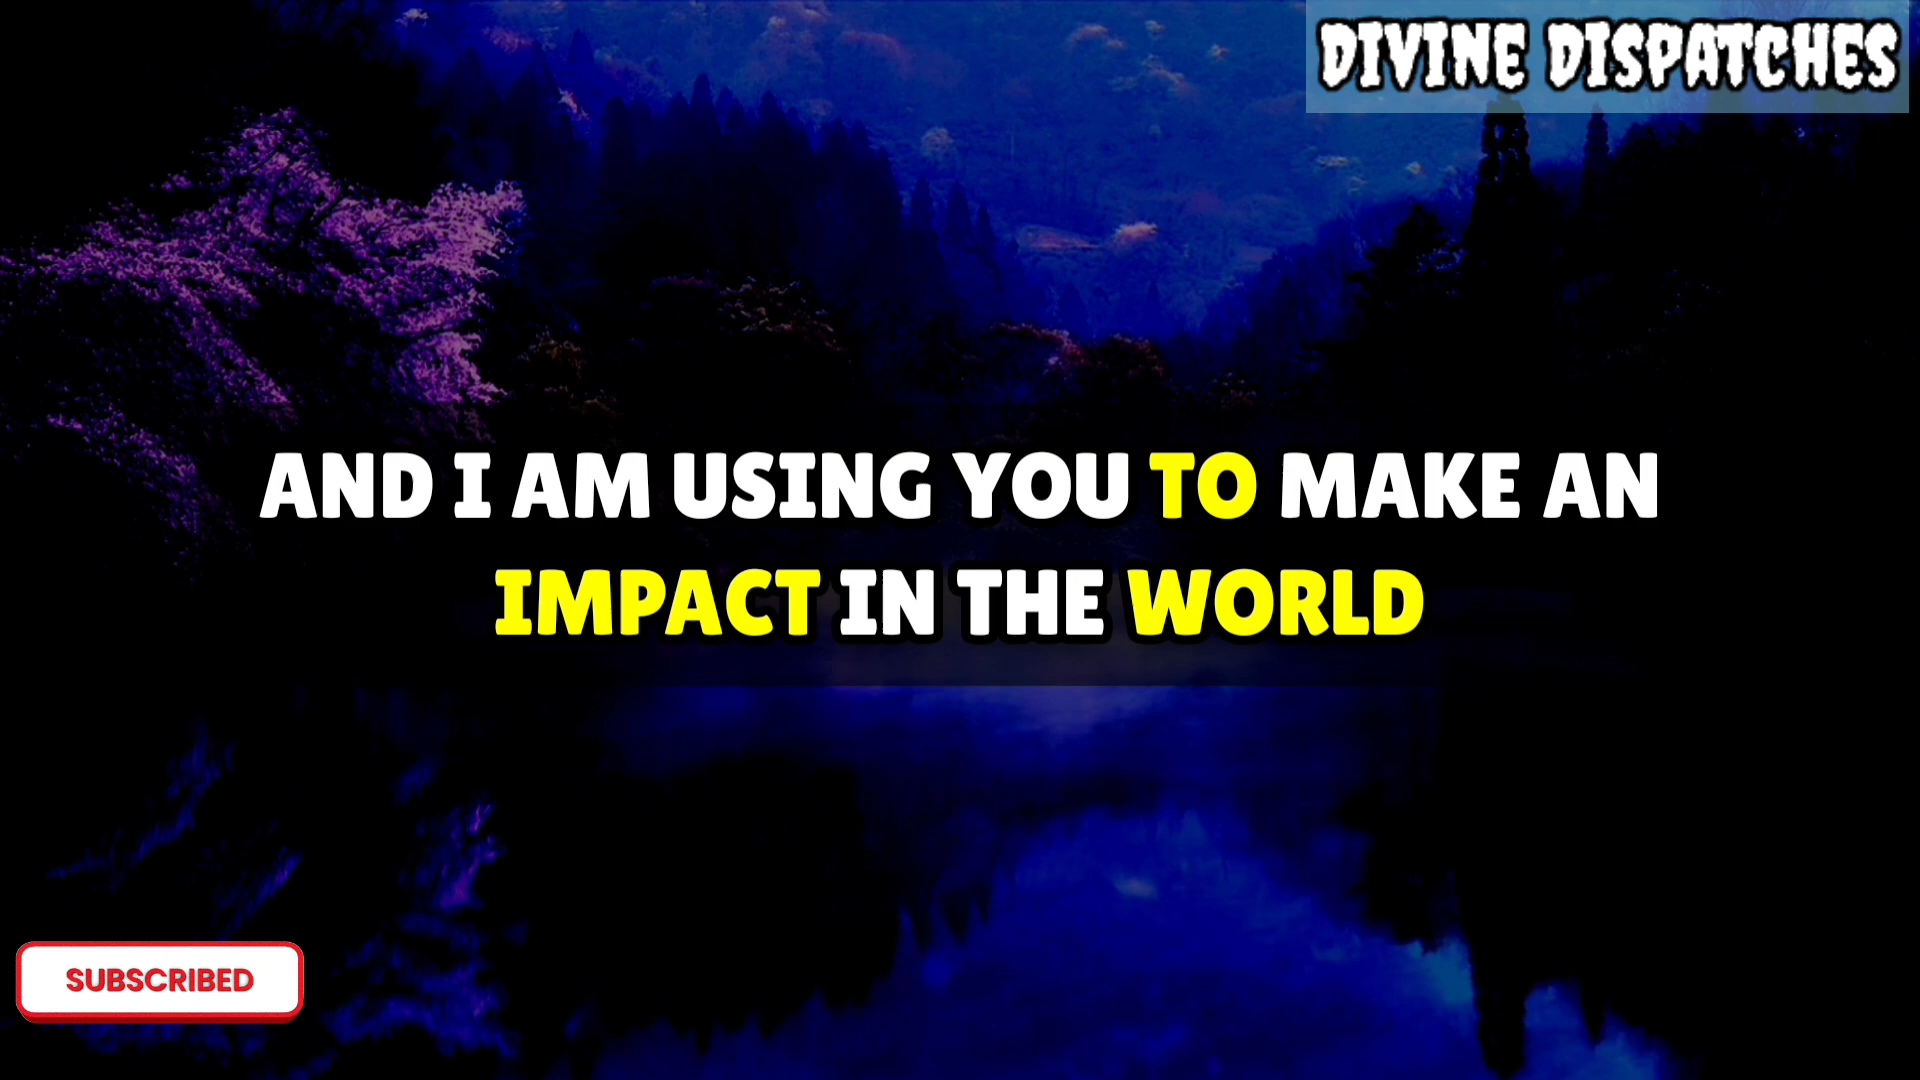 DIVINE DISPATCHES
AND I AM USING YOU TO MAKE AN
IMPACT IN THE WORLD
SUBSCRIBED